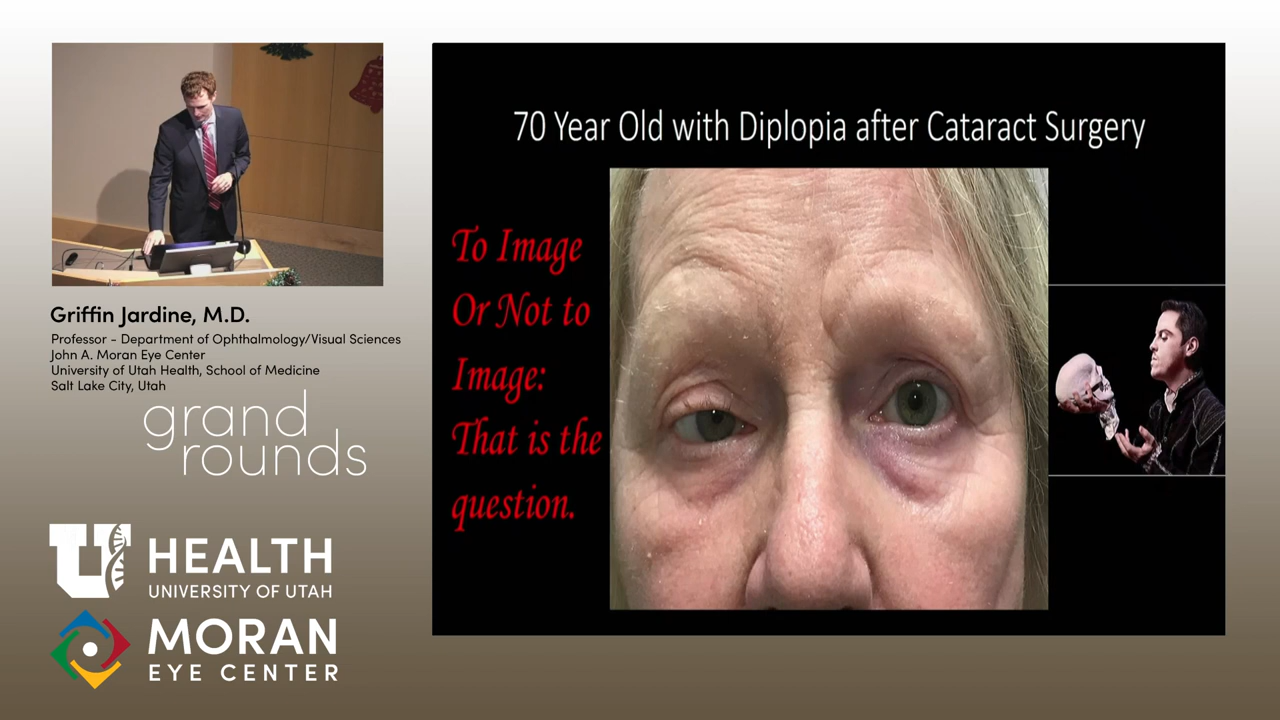 Griffin Jardine, M.D.
Professor - Department of Ophthalmology/Visual Sciences
John A. Moran Eye Center
University of Utah Health, School of Medicine
Salt Lake City, Utah
grand
rounds
U HEALTH
UNIVERSITY OF UTAH
MORAN
EYE CENTER
70 Year Old with Diplopia after Cataract Surgery
To Image
Or Not to
Image:
That is the
question.